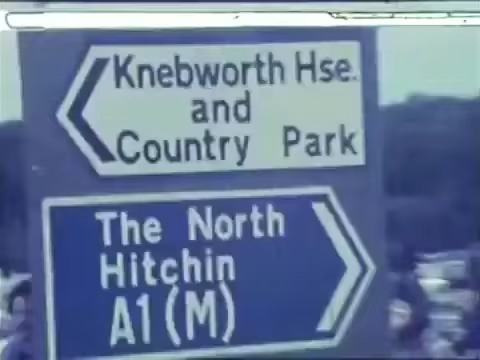 Knebworth Hse.
and
Country Park
The North
Hitchin
A1(M)